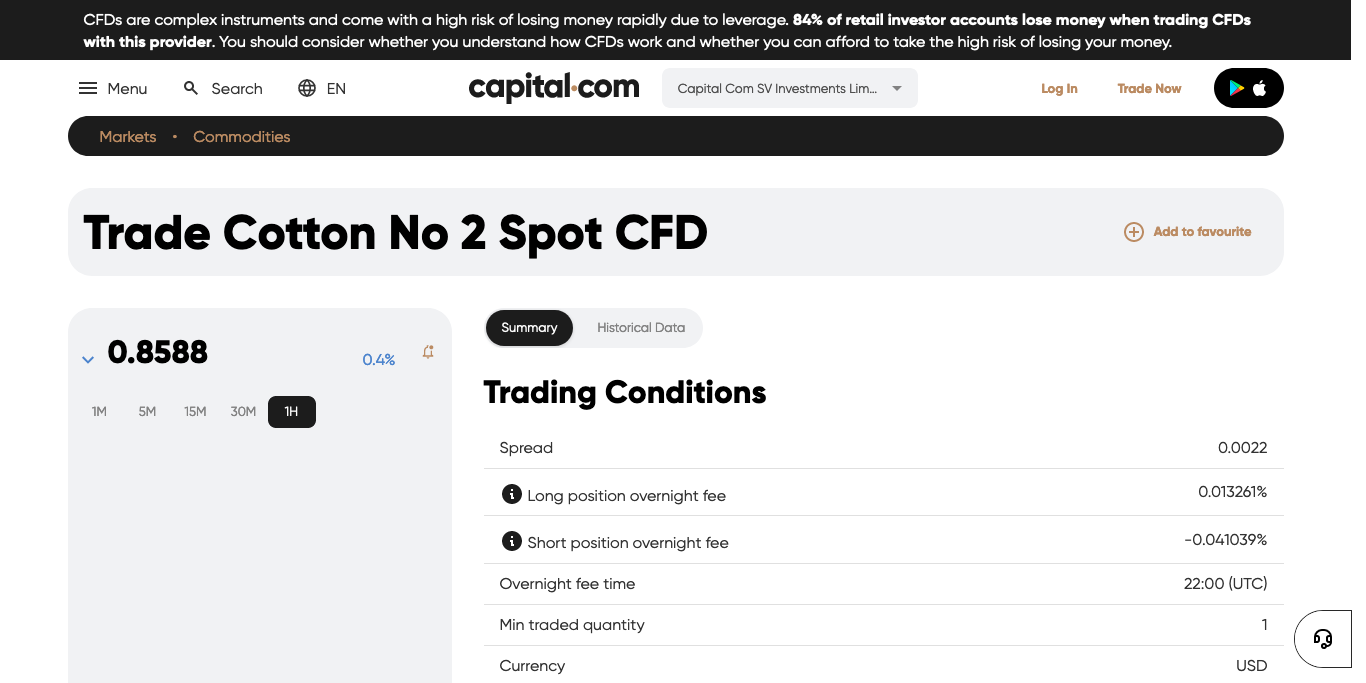 CFDs are complex instruments and come with a high risk of losing money rapidly due to leverage. 84% of retail investor accounts lose money when trading CFDs
with this provider. You should consider whether you understand how CFDs work and whether you can afford to take the high risk of losing your money.
Menu Search EN capital.com Capital Com SV Investments Lim... Log In Trade Now
Markets • Commodities
Trade Cotton No 2 Spot CFD
Add to favourite
0.8588 0.4%
1M 5M 15M 30M 1H
Summary Historical Data
Trading Conditions
Spread 0.0022
Long position overnight fee 0.013261%
Short position overnight fee -0.041039%
Overnight fee time 22:00 (UTC)
Min traded quantity 1
Currency USD